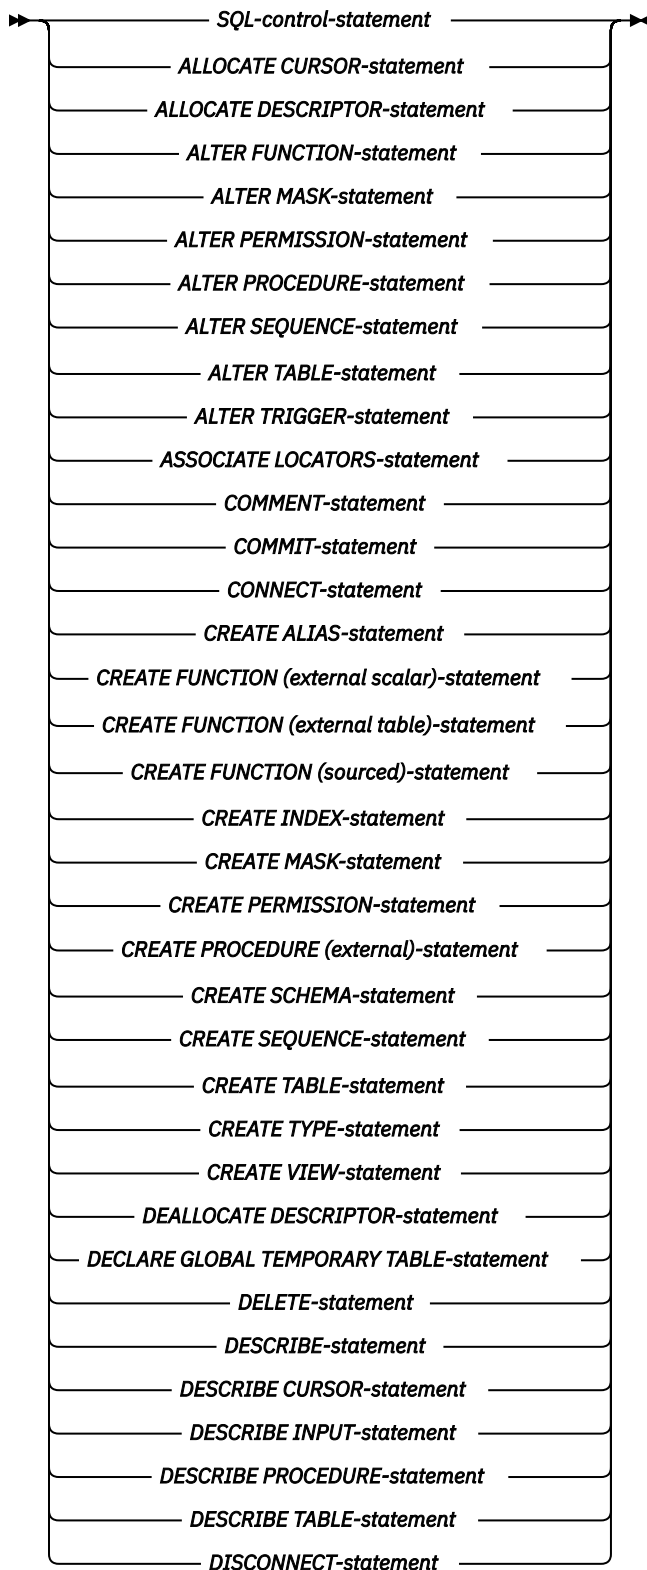 SQL-control-statement
ALLOCATE CURSOR-statement
ALLOCATE DESCRIPTOR-statement
ALTER FUNCTION-statement
ALTER MASK-statement
ALTER PERMISSION-statement
ALTER PROCEDURE-statement
ALTER SEQUENCE-statement
ALTER TABLE-statement
ALTER TRIGGER-statement
ASSOCIATE LOCATORS-statement
COMMENT-statement
COMMIT-statement
CONNECT-statement
CREATE ALIAS-statement
CREATE FUNCTION (external scalar)-statement
CREATE FUNCTION (external table)-statement
CREATE FUNCTION (sourced)-statement
CREATE INDEX-statement
CREATE MASK-statement
CREATE PERMISSION-statement
CREATE PROCEDURE (external)-statement
CREATE SCHEMA-statement
CREATE SEQUENCE-statement
CREATE TABLE-statement
CREATE TYPE-statement
CREATE VIEW-statement
DEALLOCATE DESCRIPTOR-statement
DECLARE GLOBAL TEMPORARY TABLE-statement
DELETE-statement
DESCRIBE-statement
DESCRIBE CURSOR-statement
DESCRIBE INPUT-statement
DESCRIBE PROCEDURE-statement
DESCRIBE TABLE-statement
DISCONNECT-statement